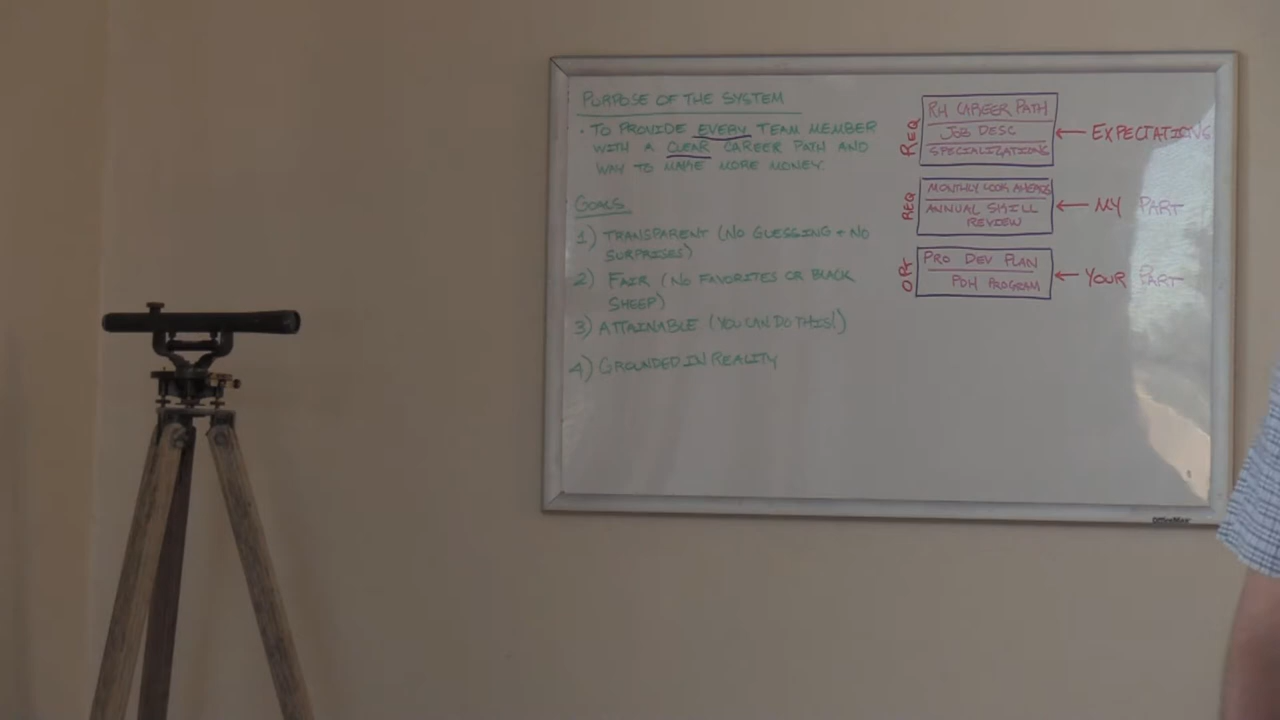 PURPOSE OF THE SYSTEM
• TO PROVIDE EVERY TEAM MEMBER
WITH A CLEAR CAREER PATH AND
WAY TO MAKE MORE MONEY.
GOALS
1) TRANSPARENT (NO GUESSING + NO
SURPRISES)
2) FAIR (NO FAVORITES OR BLACK
SHEEP)
3) ATTAINABLE (YOU CAN DO THIS!)
4) GROUNDED IN REALITY
REQ
RH CAREER PATH
JOB DESC
SPECIALIZATIONS
← EXPECTATIONS
REQ
MONTHLY LOOK AHEADS
ANNUAL SKILL
REVIEW
← MY PART
OPT
PRO DEV PLAN
PDH PROGRAM
← YOUR PART
OfficeMax